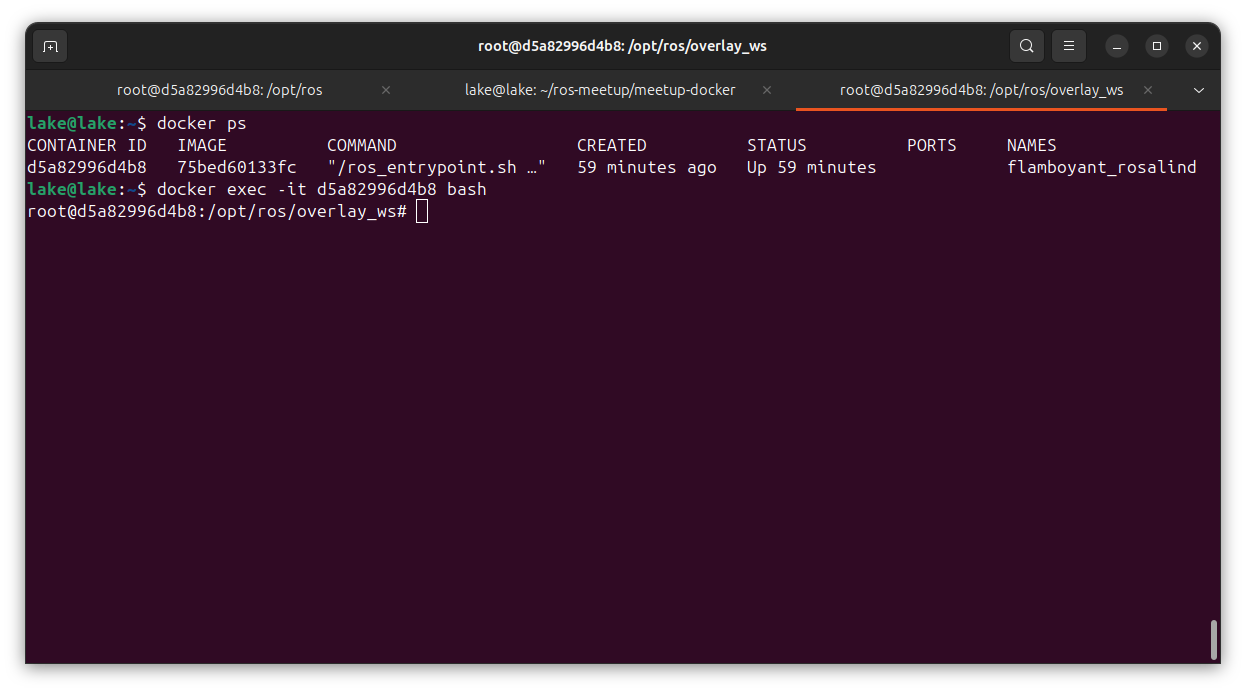 root@d5a82996d4b8: /opt/ros/overlay_ws
root@d5a82996d4b8: /opt/ros
lake@lake: ~/ros-meetup/meetup-docker
root@d5a82996d4b8: /opt/ros/overlay_ws
lake@lake:~$ docker ps
CONTAINER ID   IMAGE          COMMAND                  CREATED          STATUS          PORTS     NAMES
d5a82996d4b8   75bed60133fc   "/ros_entrypoint.sh …"   59 minutes ago   Up 59 minutes             flamboyant_rosalind
lake@lake:~$ docker exec -it d5a82996d4b8 bash
root@d5a82996d4b8:/opt/ros/overlay_ws#